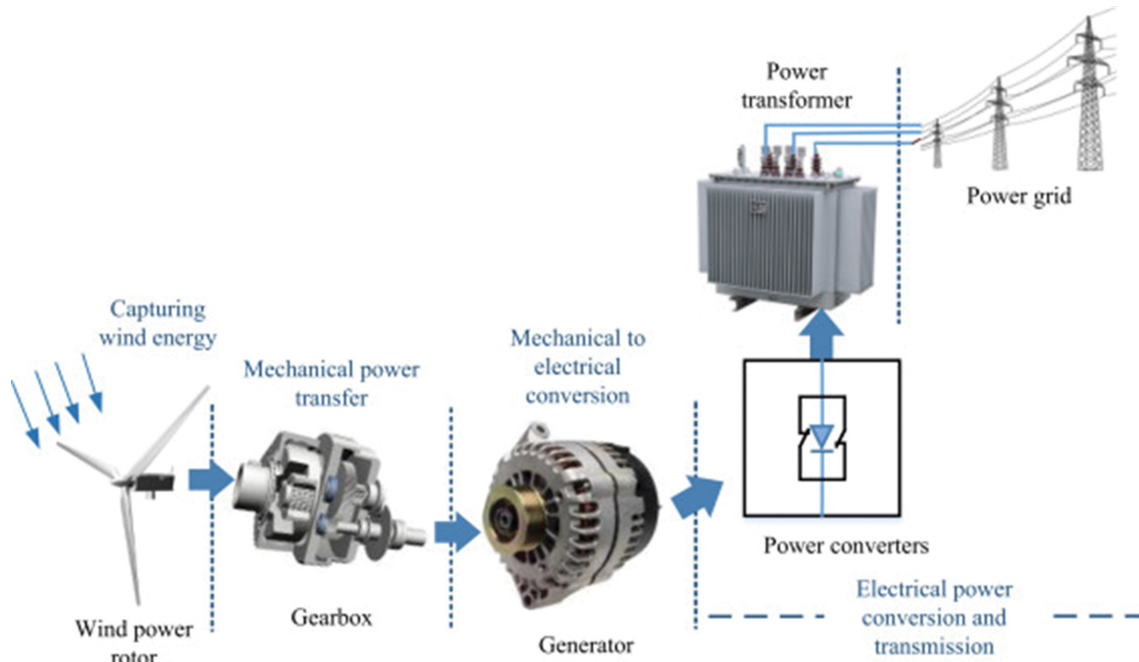 Capturing
wind energy
Wind power
rotor
Mechanical power
transfer
Gearbox
Mechanical to
electrical
conversion
Generator
Power
transformer
Power grid
Power converters
Electrical power
conversion and
transmission